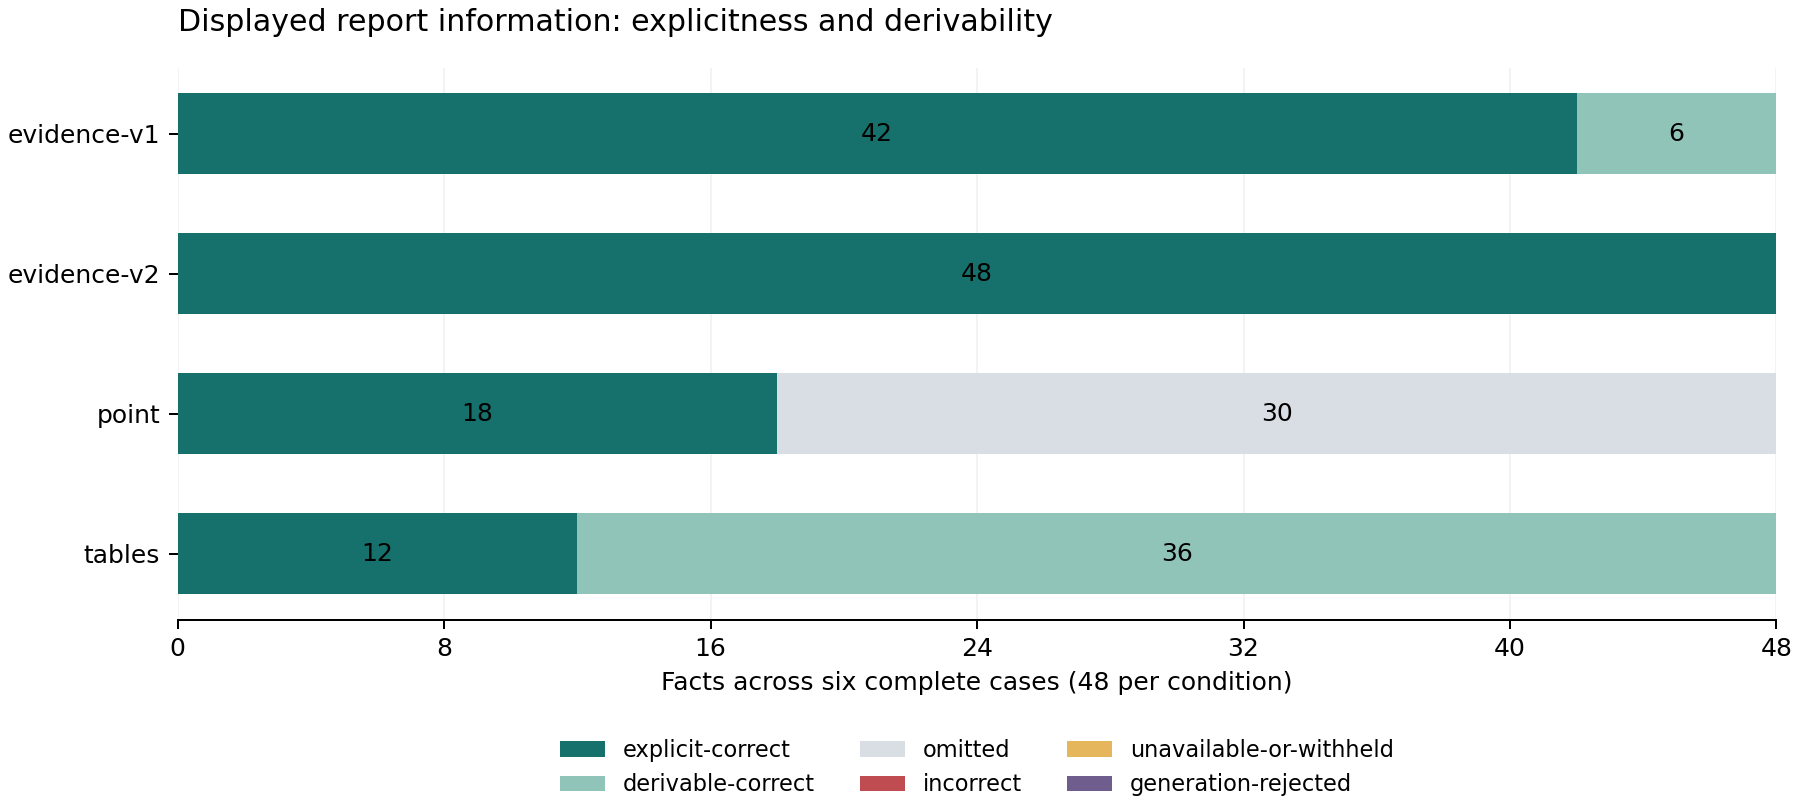 Displayed report information: explicitness and derivability
evidence-v1
42
6
evidence-v2
48
point
18
30
tables
12
36
0 8 16 24 32 40 48
Facts across six complete cases (48 per condition)
explicit-correct
derivable-correct
omitted
incorrect
unavailable-or-withheld
generation-rejected